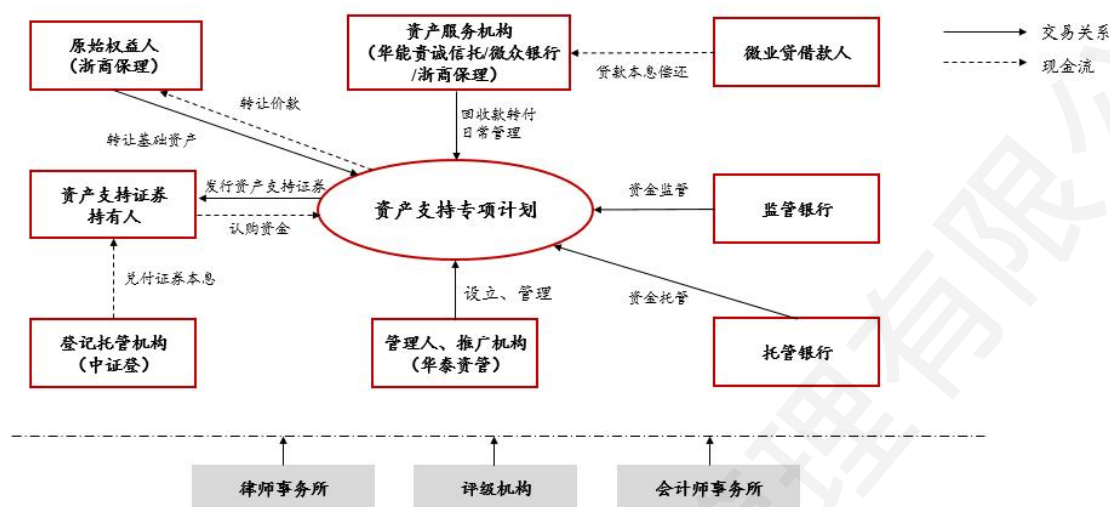 原始权益人
（浙商保理）
资产服务机构
（华能贵诚信托/微众银行
/浙商保理）
微业贷借款人
交易关系
现金流
贷款本息偿还
转让价款
转让基础资产
回收款转付
日常管理
资产支持证券
持有人
发行资产支持证券
认购资金
资产支持专项计划
资金监管
监管银行
兑付证券本息
设立、管理
资金托管
登记托管机构
（中证登）
管理人、推广机构
（华泰资管）
托管银行
律师事务所
评级机构
会计师事务所
理有限公